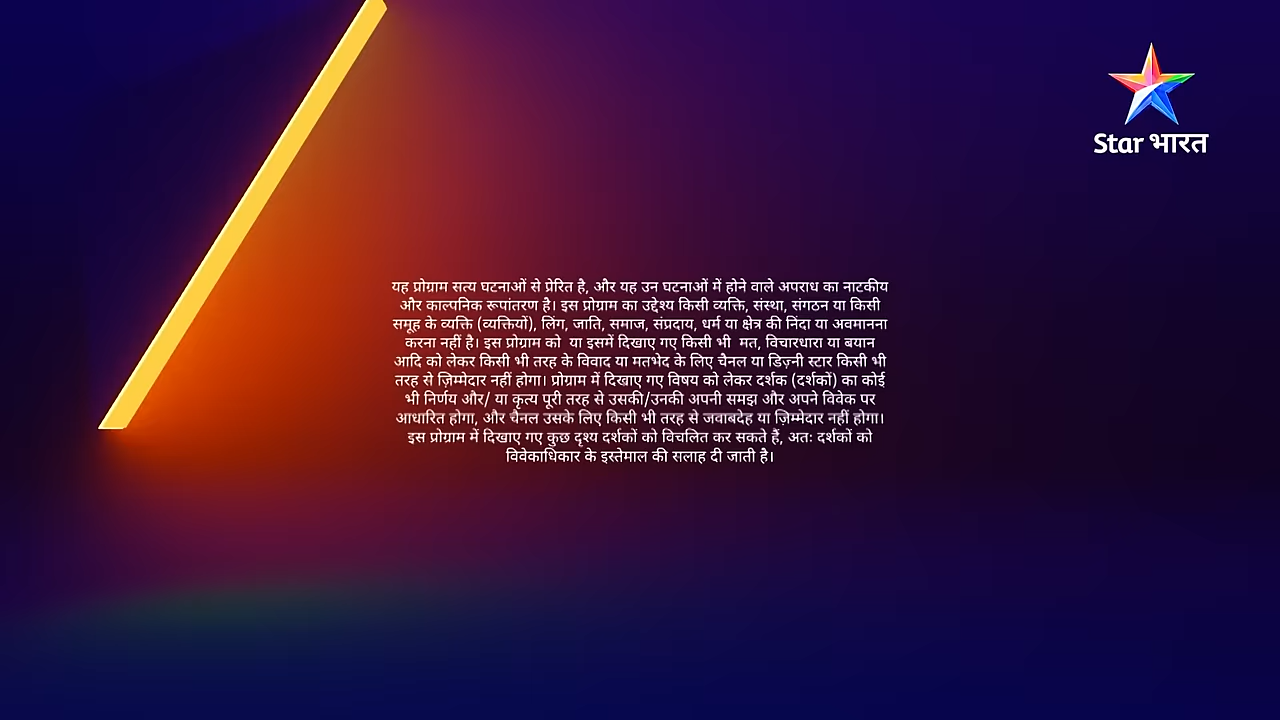 Star भारत
यह प्रोग्राम सत्य घटनाओं से प्रेरित है, और यह उन घटनाओं में होने वाले अपराध का नाटकीय
और काल्पनिक रूपांतरण है। इस प्रोग्राम का उद्देश्य किसी व्यक्ति, संस्था, संगठन या किसी
समूह के व्यक्ति (व्यक्तियों), लिंग, जाति, समाज, संप्रदाय, धर्म या क्षेत्र की निंदा या अवमानना
करना नहीं है। इस प्रोग्राम को या इसमें दिखाए गए किसी भी मत, विचारधारा या बयान
आदि को लेकर किसी भी तरह के विवाद या मतभेद के लिए चैनल या डिज़्नी स्टार किसी भी
तरह से ज़िम्मेदार नहीं होगा। प्रोग्राम में दिखाए गए विषय को लेकर दर्शक (दर्शकों) का कोई
भी निर्णय और/ या कृत्य पूरी तरह से उसकी/उनकी अपनी समझ और अपने विवेक पर
आधारित होगा, और चैनल उसके लिए किसी भी तरह से जवाबदेह या ज़िम्मेदार नहीं होगा।
इस प्रोग्राम में दिखाए गए कुछ दृश्य दर्शकों को विचलित कर सकते हैं, अतः दर्शकों को
विवेकाधिकार के इस्तेमाल की सलाह दी जाती है।